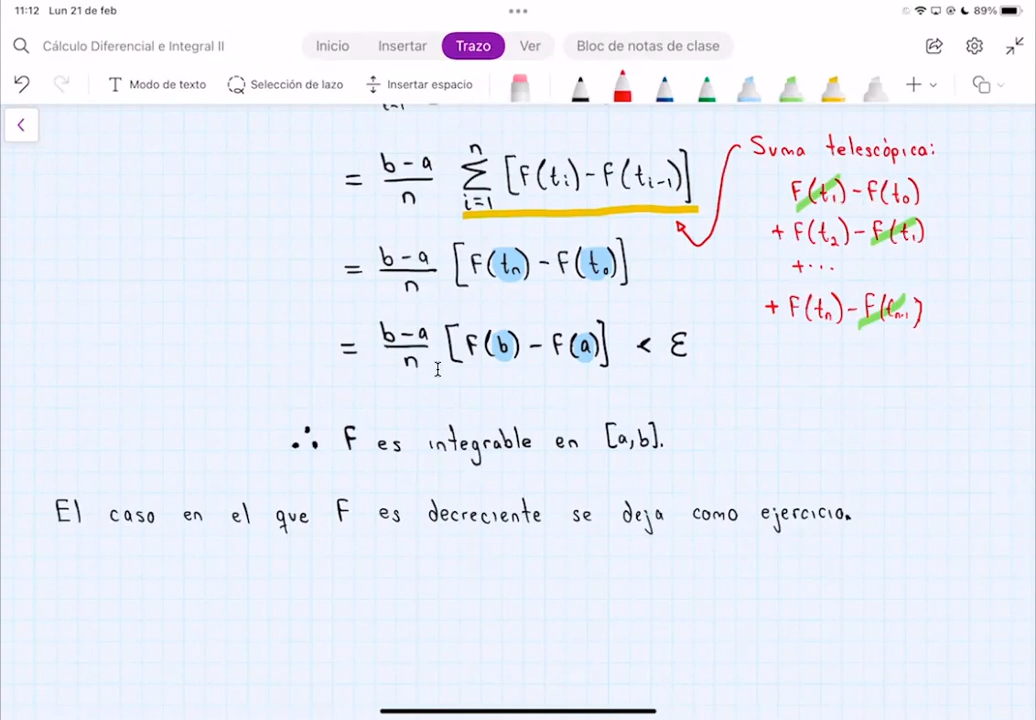 11:12 Lun 21 de feb
89%
Cálculo Diferencial e Integral II
Inicio Insertar Trazo Ver Bloc de notas de clase
Modo de texto Selección de lazo Insertar espacio
i=1
= b-a/n Σ_{i=1}^{n} [F(t_i) - F(t_{i-1})]
= b-a/n [F(t_n) - F(t_0)]
= b-a/n [F(b) - F(a)] < ε
Suma telescópica:
F(t_1) - F(t_0)
+ F(t_2) - F(t_1)
+ ...
+ F(t_n) - F(t_{n-1})
∴ F es integrable en [a,b].
El caso en el que F es decreciente se deja como ejercicio.